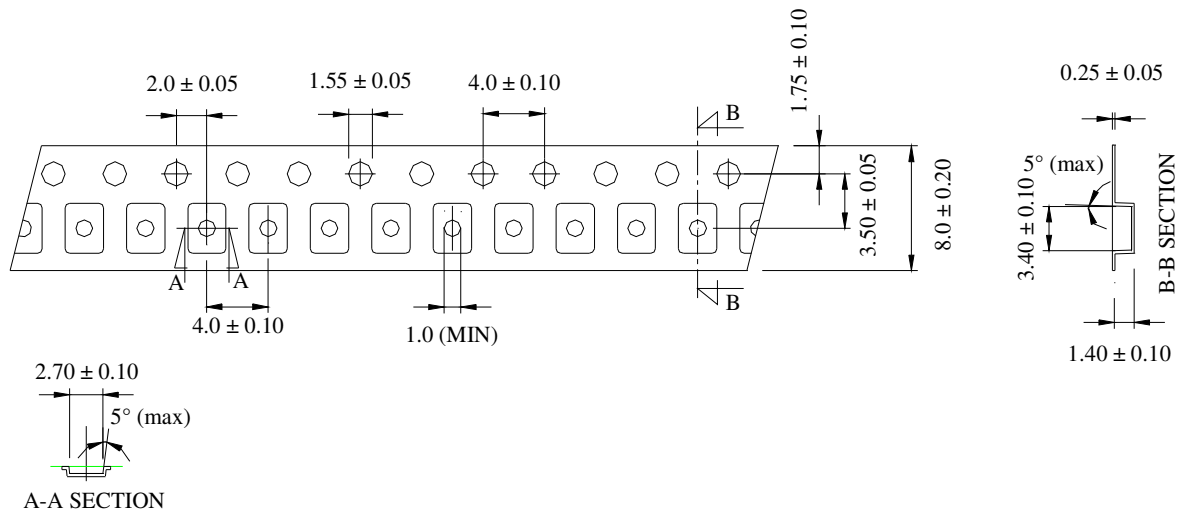 2.0 ± 0.05
1.55 ± 0.05
4.0 ± 0.10
1.75 ± 0.10
0.25 ± 0.05
B
5° (max)
3.50 ± 0.05
8.0 ± 0.20
3.40 ± 0.10
B-B SECTION
A
A
B
4.0 ± 0.10
1.0 (MIN)
1.40 ± 0.10
2.70 ± 0.10
5° (max)
A-A SECTION